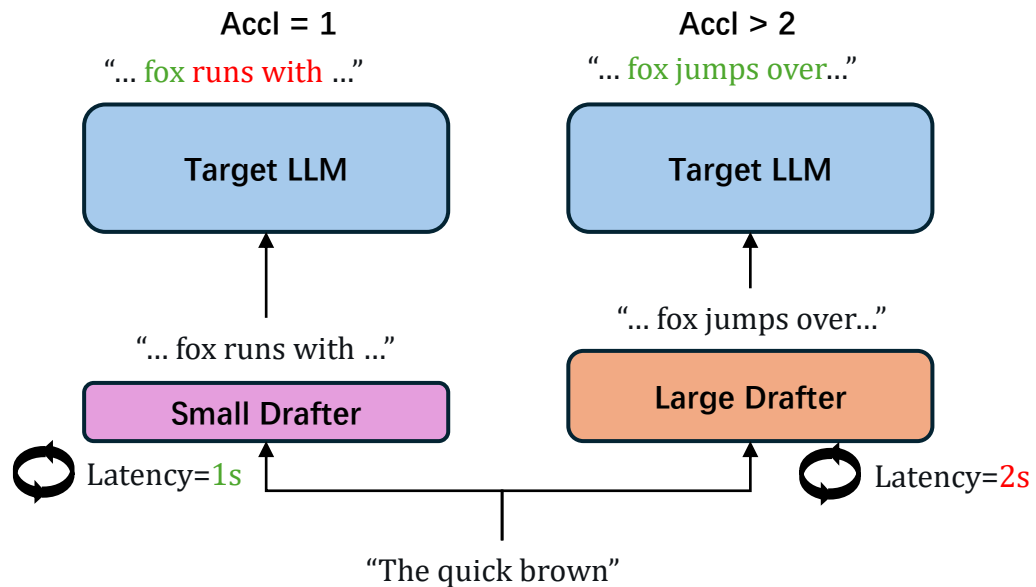 Accl = 1
Accl > 2
“... fox runs with ...”
“... fox jumps over...”
Target LLM
Target LLM
“... fox runs with ...”
“... fox jumps over...”
Small Drafter
Large Drafter
Latency=1s
Latency=2s
“The quick brown”